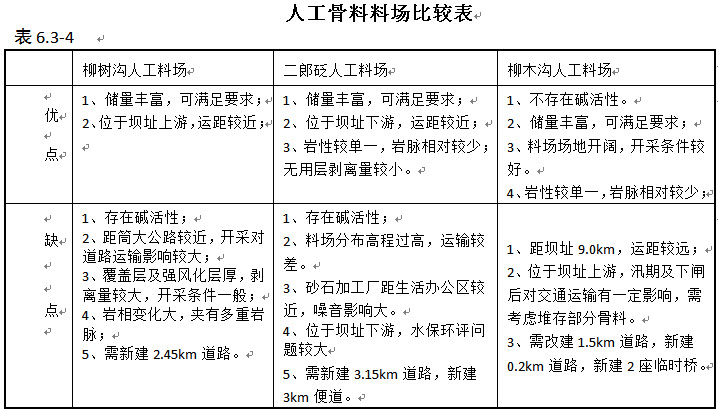 人工骨料料场比较表
表 6.3-4
柳树沟人工料场
二郎砭人工料场
柳木沟人工料场
优
点
1、储量丰富，可满足要求；
2、位于坝址上游，运距较近；
1、储量丰富，可满足要求；
2、位于坝址下游，运距较近；
3、岩性较单一，岩脉相对较少；
无用层剥离量较小。
1、不存在碱活性。
2、储量丰富，可满足要求；
3、料场场地开阔，开采条件较
好。
4、岩性较单一，岩脉相对较少；
缺
点
1、存在碱活性；
2、距简大公路较近，开采对
道路运输影响较大；
3、覆盖层及强风化层厚，剥
离量较大，开采条件一般；
4、岩相变化大，夹有多重岩
脉；
5、需新建 2.45km 道路。
1、存在碱活性；
2、料场分布高程过高，运输较
差。
3、砂石加工厂距生活办公区较
近，噪音影响大。
4、位于坝址下游，水保环评问
题较大
5、需新建 3.15km 道路，新建
3km 便道。
1、距坝址 9.0km，运距较远；
2、位于坝址上游，汛期及下闸
后对交通运输有一定影响，需
考虑堆存部分骨料。
3、需改建 1.5km 道路，新建
0.2km 道路，新建 2 座临时桥。